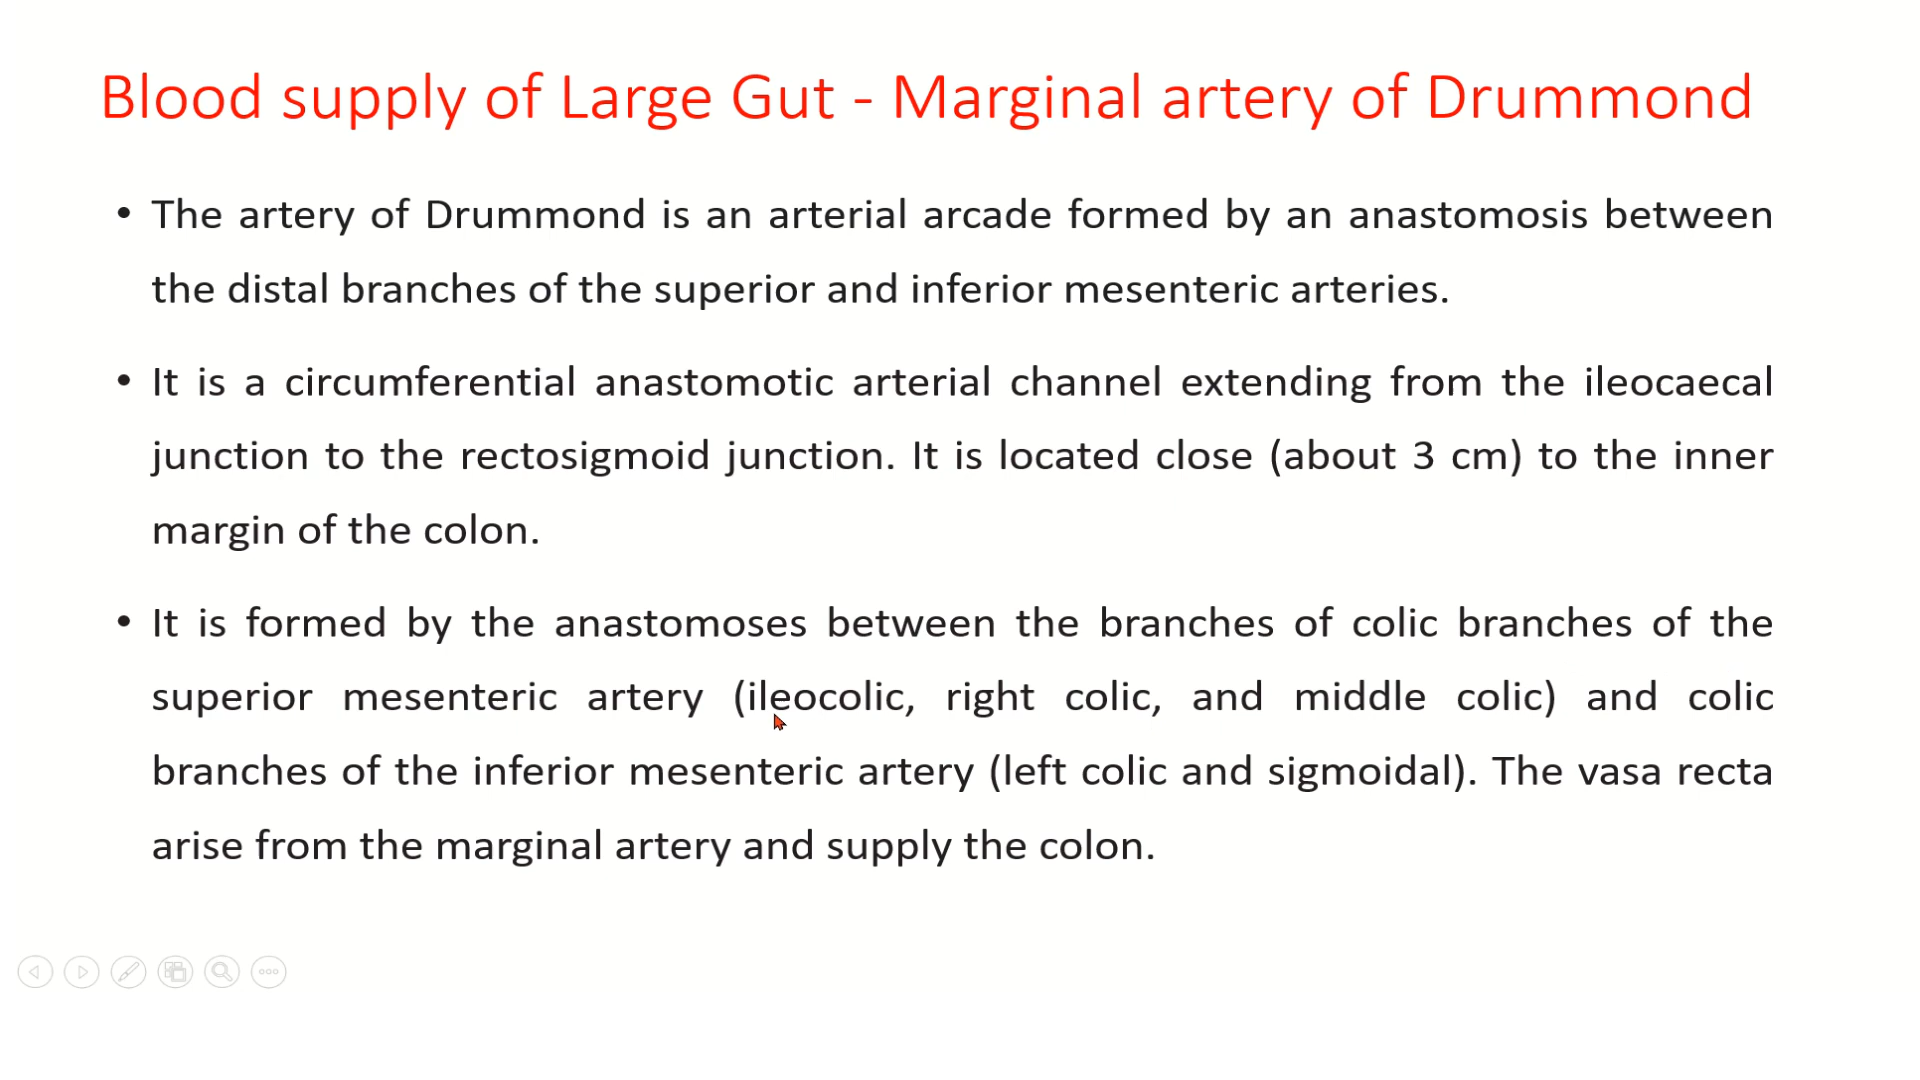 Blood supply of Large Gut - Marginal artery of Drummond
• The artery of Drummond is an arterial arcade formed by an anastomosis between
the distal branches of the superior and inferior mesenteric arteries.
• It is a circumferential anastomotic arterial channel extending from the ileocaecal
junction to the rectosigmoid junction. It is located close (about 3 cm) to the inner
margin of the colon.
• It is formed by the anastomoses between the branches of colic branches of the
superior mesenteric artery (ileocolic, right colic, and middle colic) and colic
branches of the inferior mesenteric artery (left colic and sigmoidal). The vasa recta
arise from the marginal artery and supply the colon.